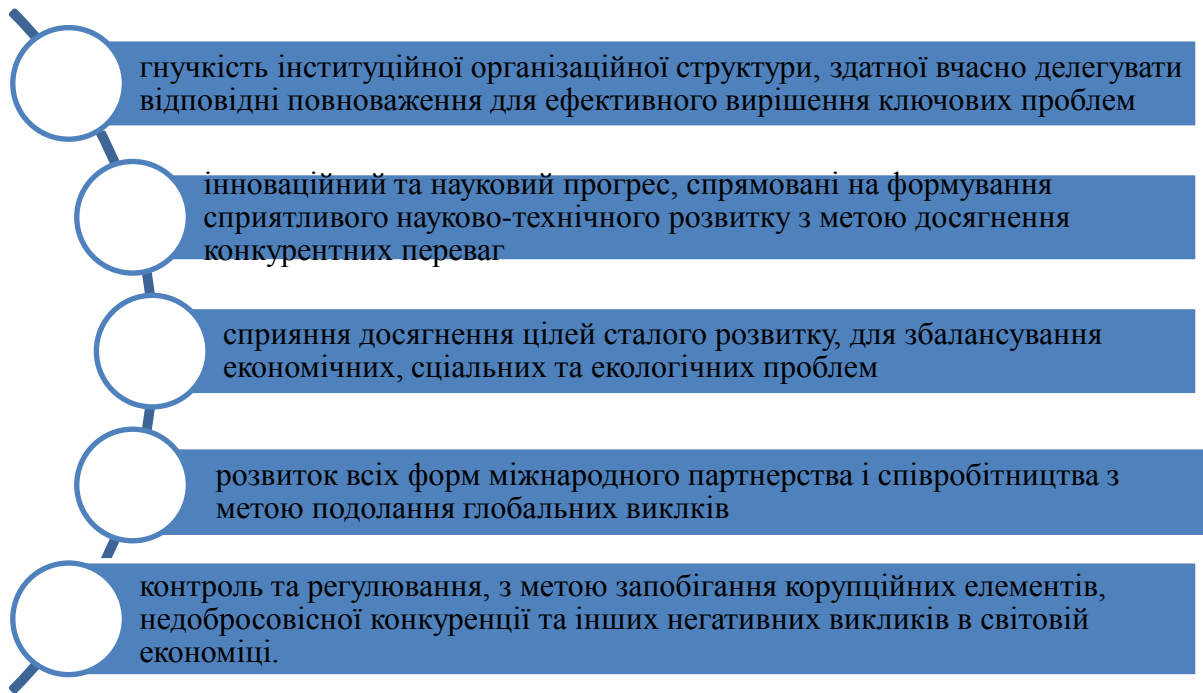 гнучкість інституційної організаційної структури, здатної вчасно делегувати
відповідні повноваження для ефективного вирішення ключових проблем
інноваційний та науковий прогрес, спрямовані на формування
сприятливого науково-технічного розвитку з метою досягнення
конкурентних переваг
сприяння досягнення цілей сталого розвитку, для збалансування
економічних, сціальних та екологічних проблем
розвиток всіх форм міжнародного партнерства і співробітництва з
метою подолання глобальних виклків
контроль та регулювання, з метою запобігання корупційних елементів,
недобросовісної конкуренції та інших негативних викликів в світовій
економіці.